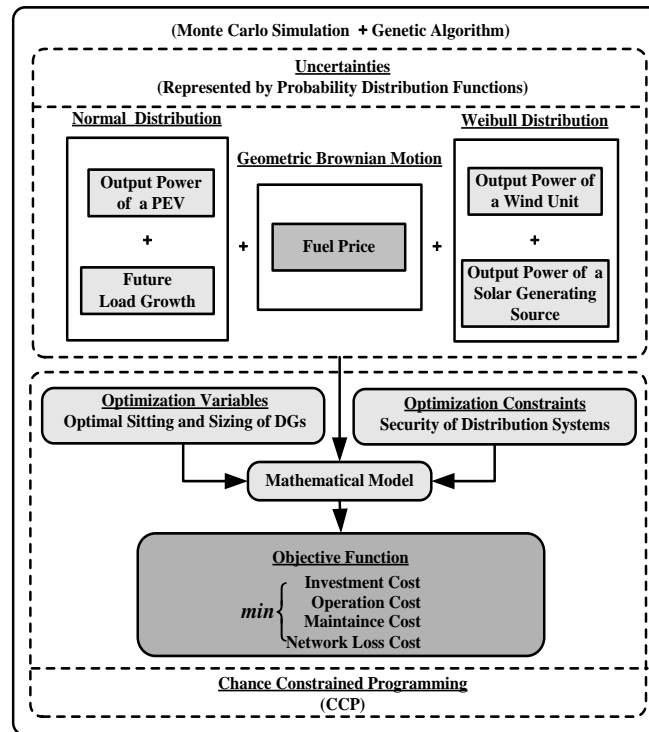 (Monte Carlo Simulation + Genetic Algorithm)
Uncertainties
(Represented by Probability Distribution Functions)
Normal Distribution
Output Power
of a PEV
+
Future
Load Growth
+
Geometric Brownian Motion
Fuel Price
+
Weibull Distribution
Output Power of
a Wind Unit
+
Output Power of a
Solar Generating
Source
Optimization Variables
Optimal Sitting and Sizing of DGs
Optimization Constraints
Security of Distribution Systems
Mathematical Model
Objective Function
min
Investment Cost
Operation Cost
Maintaince Cost
Network Loss Cost
Chance Constrained Programming
(CCP)